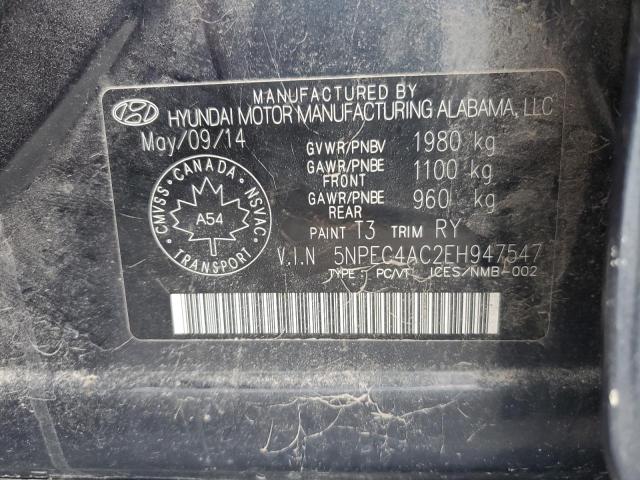 MANUFACTURED BY
HYUNDAI MOTOR MANUFACTURING ALABAMA, LLC
May/09/14
GVWR/PNBV 1980 kg
GAWR/PNBE FRONT 1100 kg
GAWR/PNBE REAR 960 kg
PAINT T3 TRIM RY
V.I.N 5NPEC4AC2EH947547
TYPE : PC/VT ICES/NMB-002
CMVSS • CANADA • NSVAC
A54
TRANSPORT